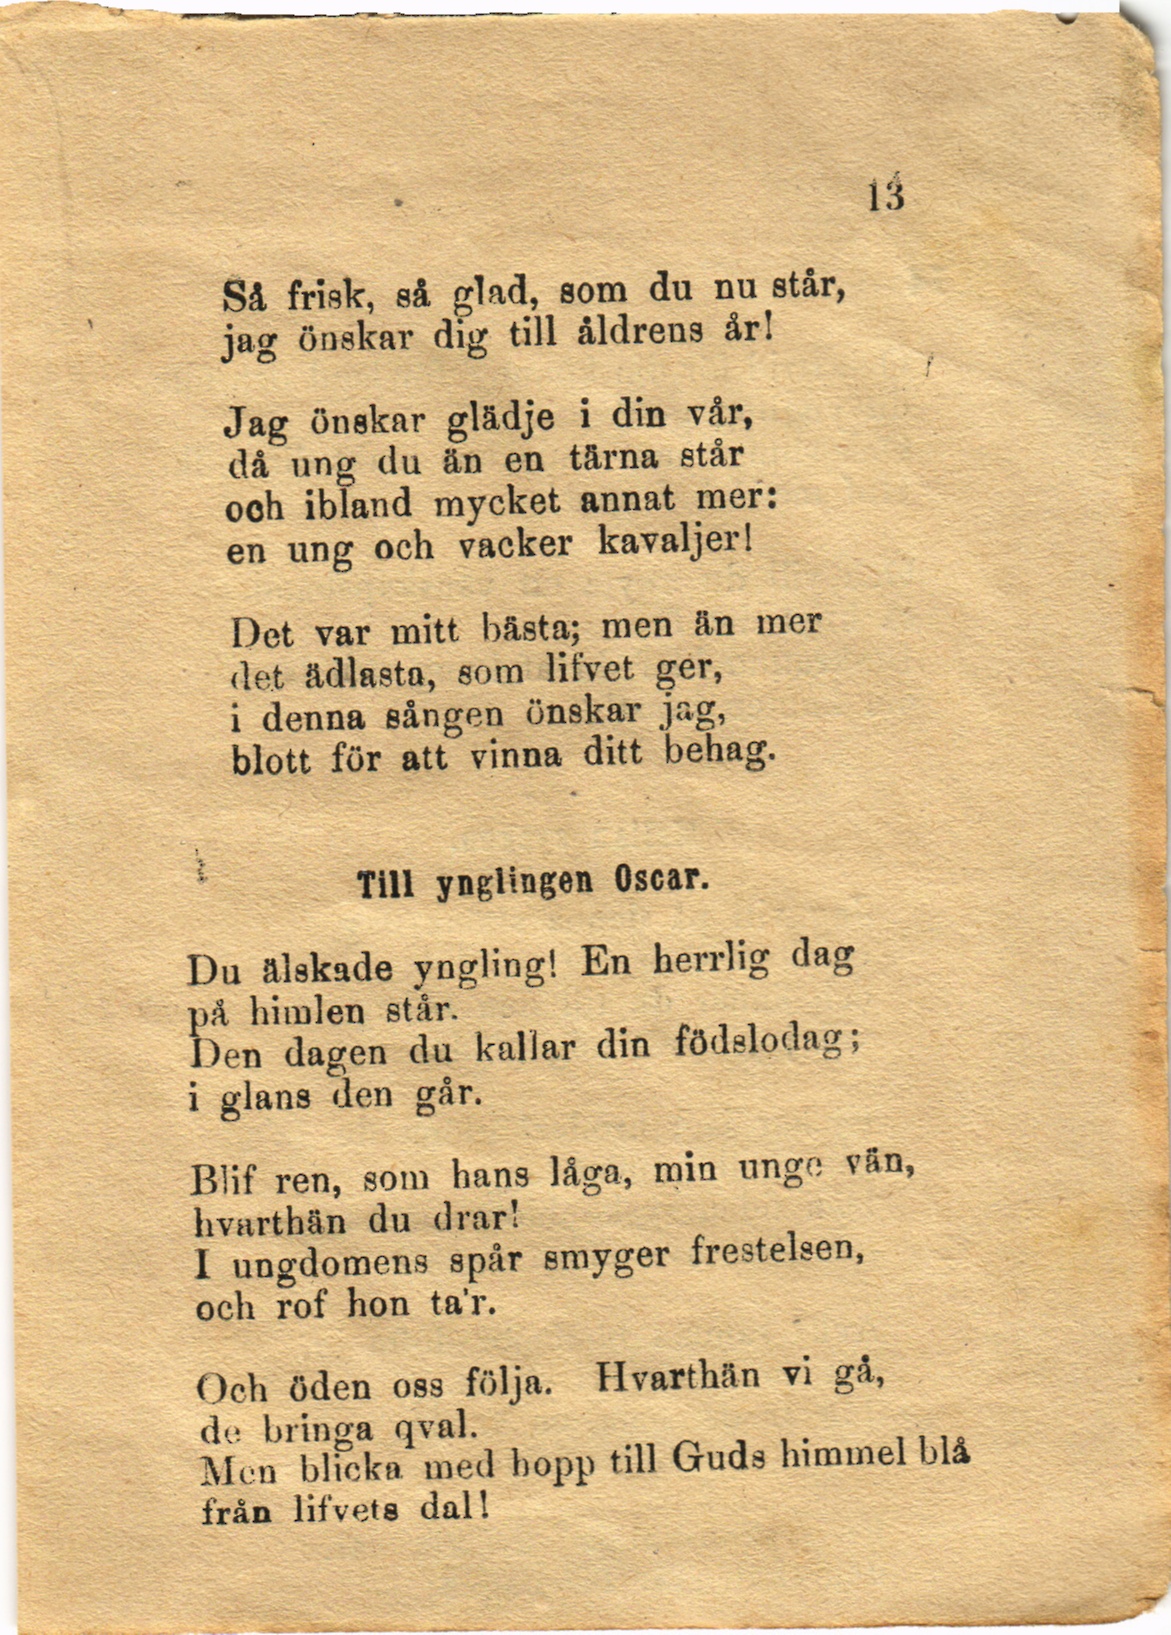 13
Så frisk, så glad, som du nu står,
jag önskar dig till åldrens år!
Jag önskar glädje i din vår,
då ung du än en tärna står
och ibland mycket annat mer:
en ung och vacker kavaljer!
Det var mitt bästa; men än mer
det ädlasta, som lifvet ger,
i denna sången önskar jag,
blott för att vinna ditt behag.
Till ynglingen Oscar.
Du älskade yngling! En herrlig dag
på himlen står.
Den dagen du kallar din födslodag;
i glans den går.
Blif ren, som hans låga, min unge vän,
hvarthän du drar!
I ungdomens spår smyger frestelsen,
och rof hon ta'r.
Och öden oss följa. Hvarthän vi gå,
de bringa qval.
Men blicka med hopp till Guds himmel blå
från lifvets dal!